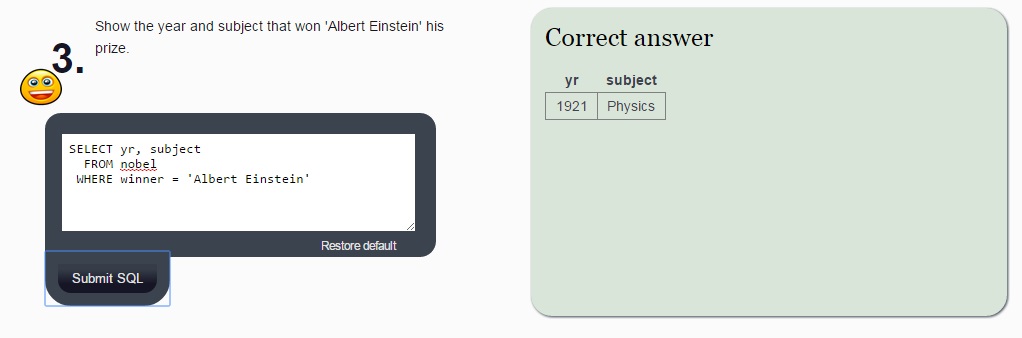 Show the year and subject that won 'Albert Einstein' his
prize.
3.
SELECT yr, subject
FROM nobel
WHERE winner = 'Albert Einstein'
Restore default
Submit SQL
Correct answer
yr subject
1921 Physics